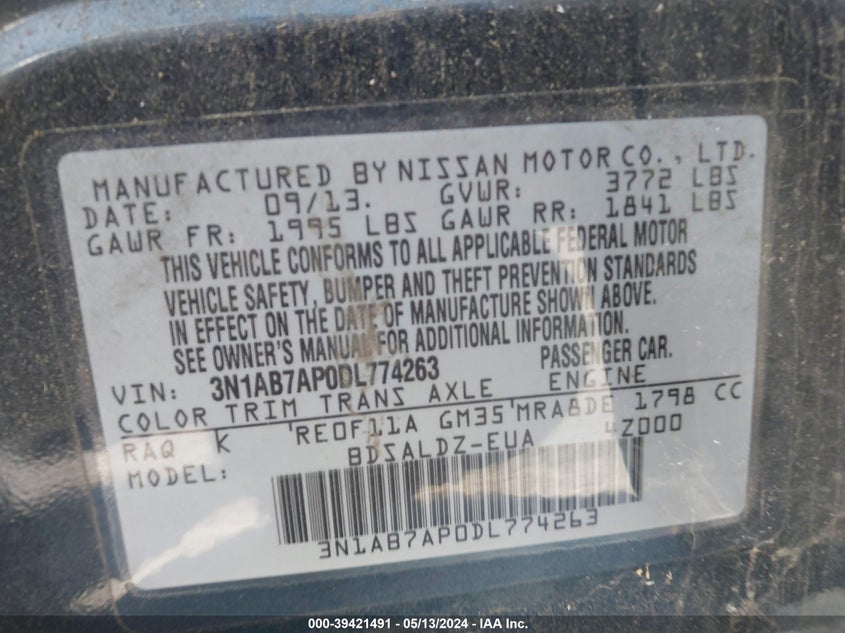 MANUFACTURED BY NISSAN MOTOR CO., LTD.
DATE: 09/13. GVWR: 3772 LBS
GAWR FR: 1995 LBS GAWR RR: 1841 LBS
THIS VEHICLE CONFORMS TO ALL APPLICABLE FEDERAL MOTOR
VEHICLE SAFETY, BUMPER AND THEFT PREVENTION STANDARDS
IN EFFECT ON THE DATE OF MANUFACTURE SHOWN ABOVE.
SEE OWNER'S MANUAL FOR ADDITIONAL INFORMATION.
VIN: 3N1AB7AP0DL774263 PASSENGER CAR.
COLOR TRIM TRANS AXLE ENGINE
RAQ K RE0F11A GM35 MRA8DE 1798 CC
MODEL: BDSALDZ-EUA 4Z000
3N1AB7AP0DL774263
000-39421491 - 05/13/2024 - IAAI.com